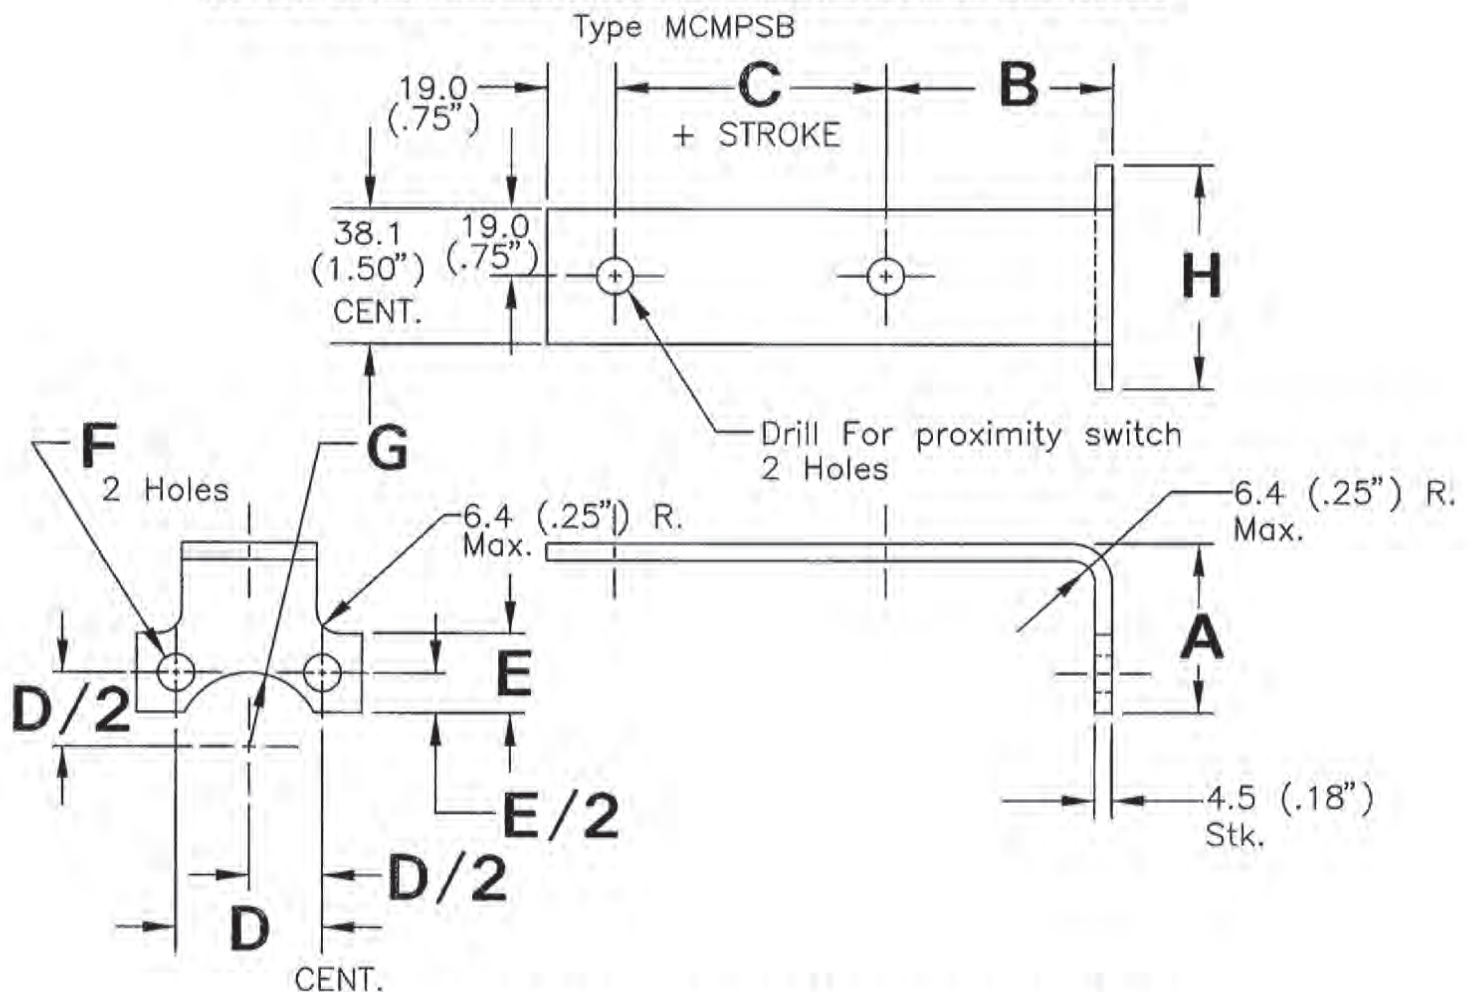 Type MCMPSB
19.0
(.75")
C
B
+ STROKE
38.1
(1.50")
CENT.
19.0
(.75")
H
Drill For proximity switch
2 Holes
F
2 Holes
G
6.4 (.25") R.
Max.
6.4 (.25") R.
Max.
A
E
D/2
E/2
4.5 (.18")
Stk.
D/2
D
CENT.